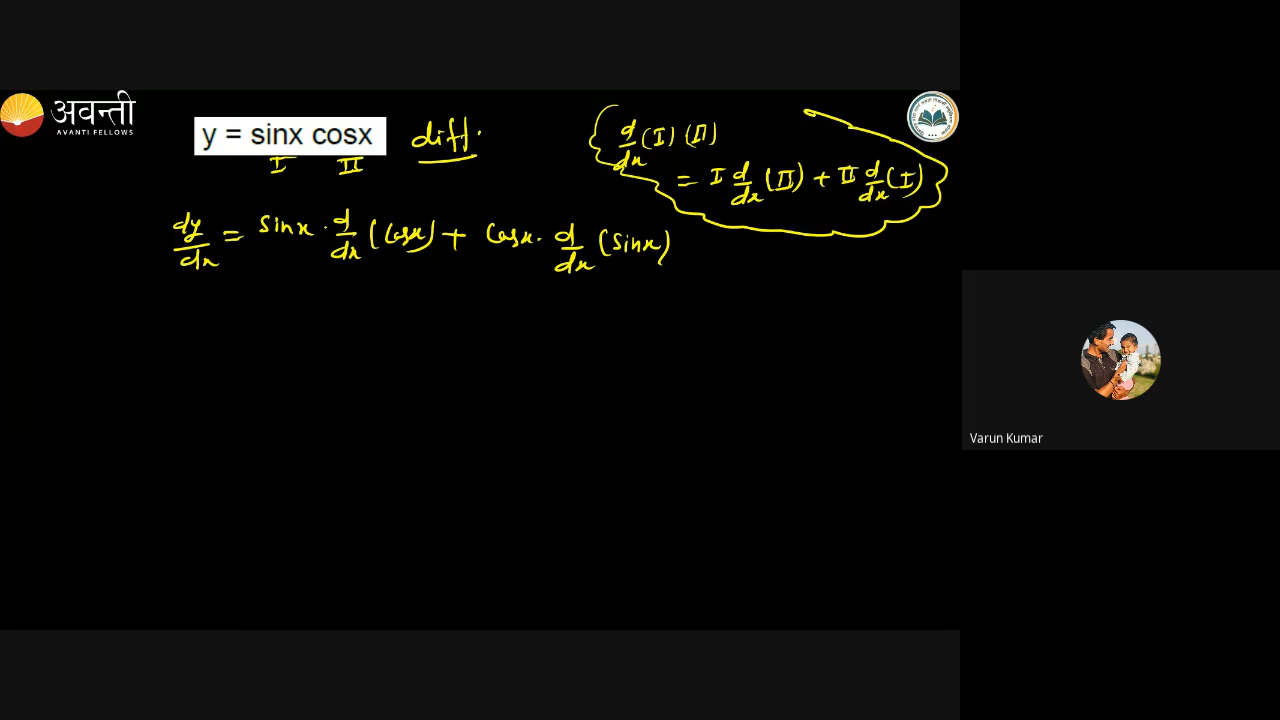 अवन्ती
AVANTI FELLOWS
y = sinx cosx diff.
I II
d/dx (I) (II)
= I d/dx (II) + II d/dx (I)
dy/dx = sinx · d/dx (cosx) + cosx · d/dx (sinx)
Varun Kumar